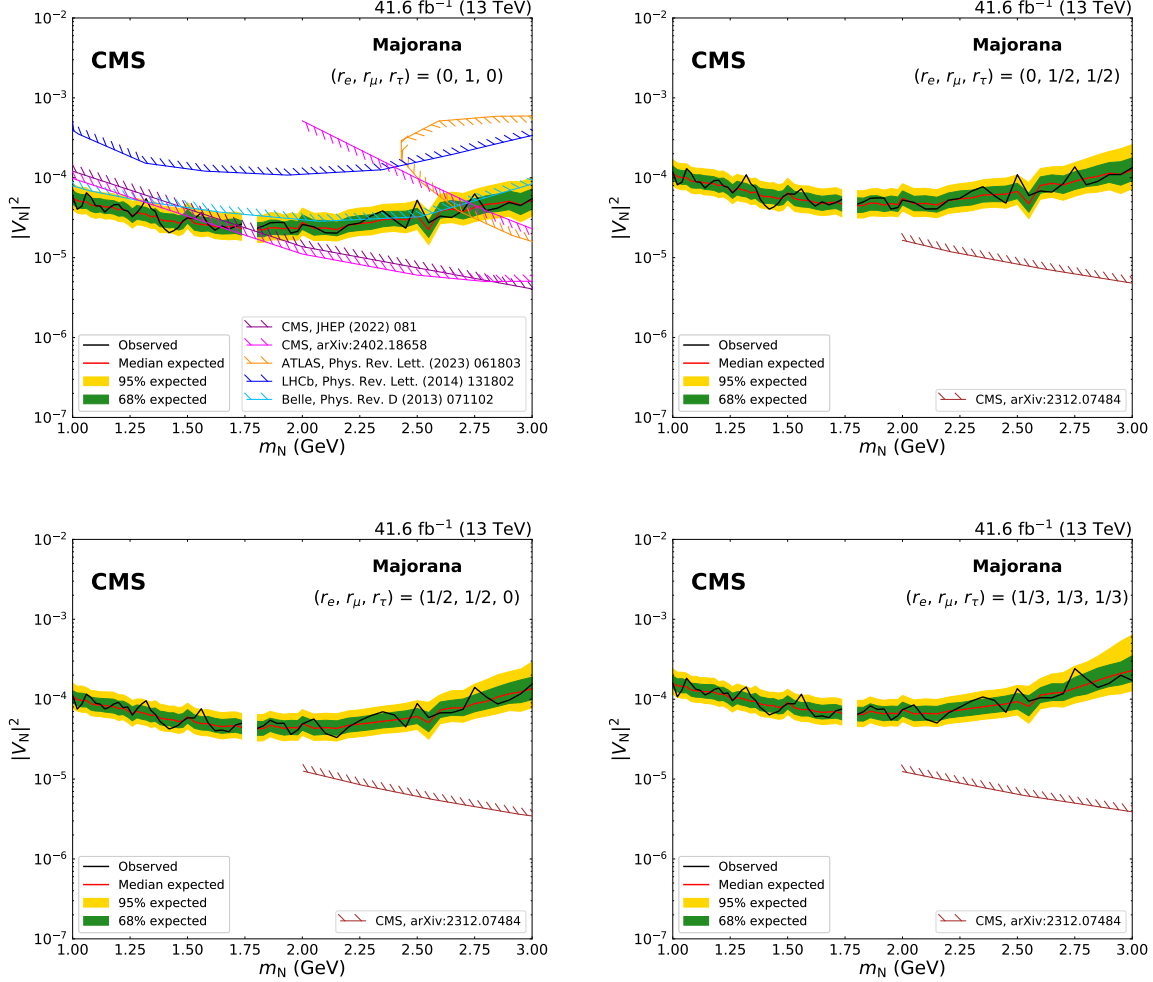 41.6 fb⁻¹ (13 TeV)
CMS
Majorana
(r_e, r_μ, r_τ) = (0, 1, 0)
|V_N|²
10⁻²
10⁻³
10⁻⁴
10⁻⁵
10⁻⁶
10⁻⁷
Observed
Median expected
95% expected
68% expected
CMS, JHEP (2022) 081
CMS, arXiv:2402.18658
ATLAS, Phys. Rev. Lett. (2023) 061803
LHCb, Phys. Rev. Lett. (2014) 131802
Belle, Phys. Rev. D (2013) 071102
1.00 1.25 1.50 1.75 2.00 2.25 2.50 2.75 3.00
m_N (GeV)
41.6 fb⁻¹ (13 TeV)
CMS
Majorana
(r_e, r_μ, r_τ) = (0, 1/2, 1/2)
|V_N|²
10⁻²
10⁻³
10⁻⁴
10⁻⁵
10⁻⁶
10⁻⁷
Observed
Median expected
95% expected
68% expected
CMS, arXiv:2312.07484
1.00 1.25 1.50 1.75 2.00 2.25 2.50 2.75 3.00
m_N (GeV)
41.6 fb⁻¹ (13 TeV)
CMS
Majorana
(r_e, r_μ, r_τ) = (1/2, 1/2, 0)
|V_N|²
10⁻²
10⁻³
10⁻⁴
10⁻⁵
10⁻⁶
10⁻⁷
Observed
Median expected
95% expected
68% expected
CMS, arXiv:2312.07484
1.00 1.25 1.50 1.75 2.00 2.25 2.50 2.75 3.00
m_N (GeV)
41.6 fb⁻¹ (13 TeV)
CMS
Majorana
(r_e, r_μ, r_τ) = (1/3, 1/3, 1/3)
|V_N|²
10⁻²
10⁻³
10⁻⁴
10⁻⁵
10⁻⁶
10⁻⁷
Observed
Median expected
95% expected
68% expected
CMS, arXiv:2312.07484
1.00 1.25 1.50 1.75 2.00 2.25 2.50 2.75 3.00
m_N (GeV)